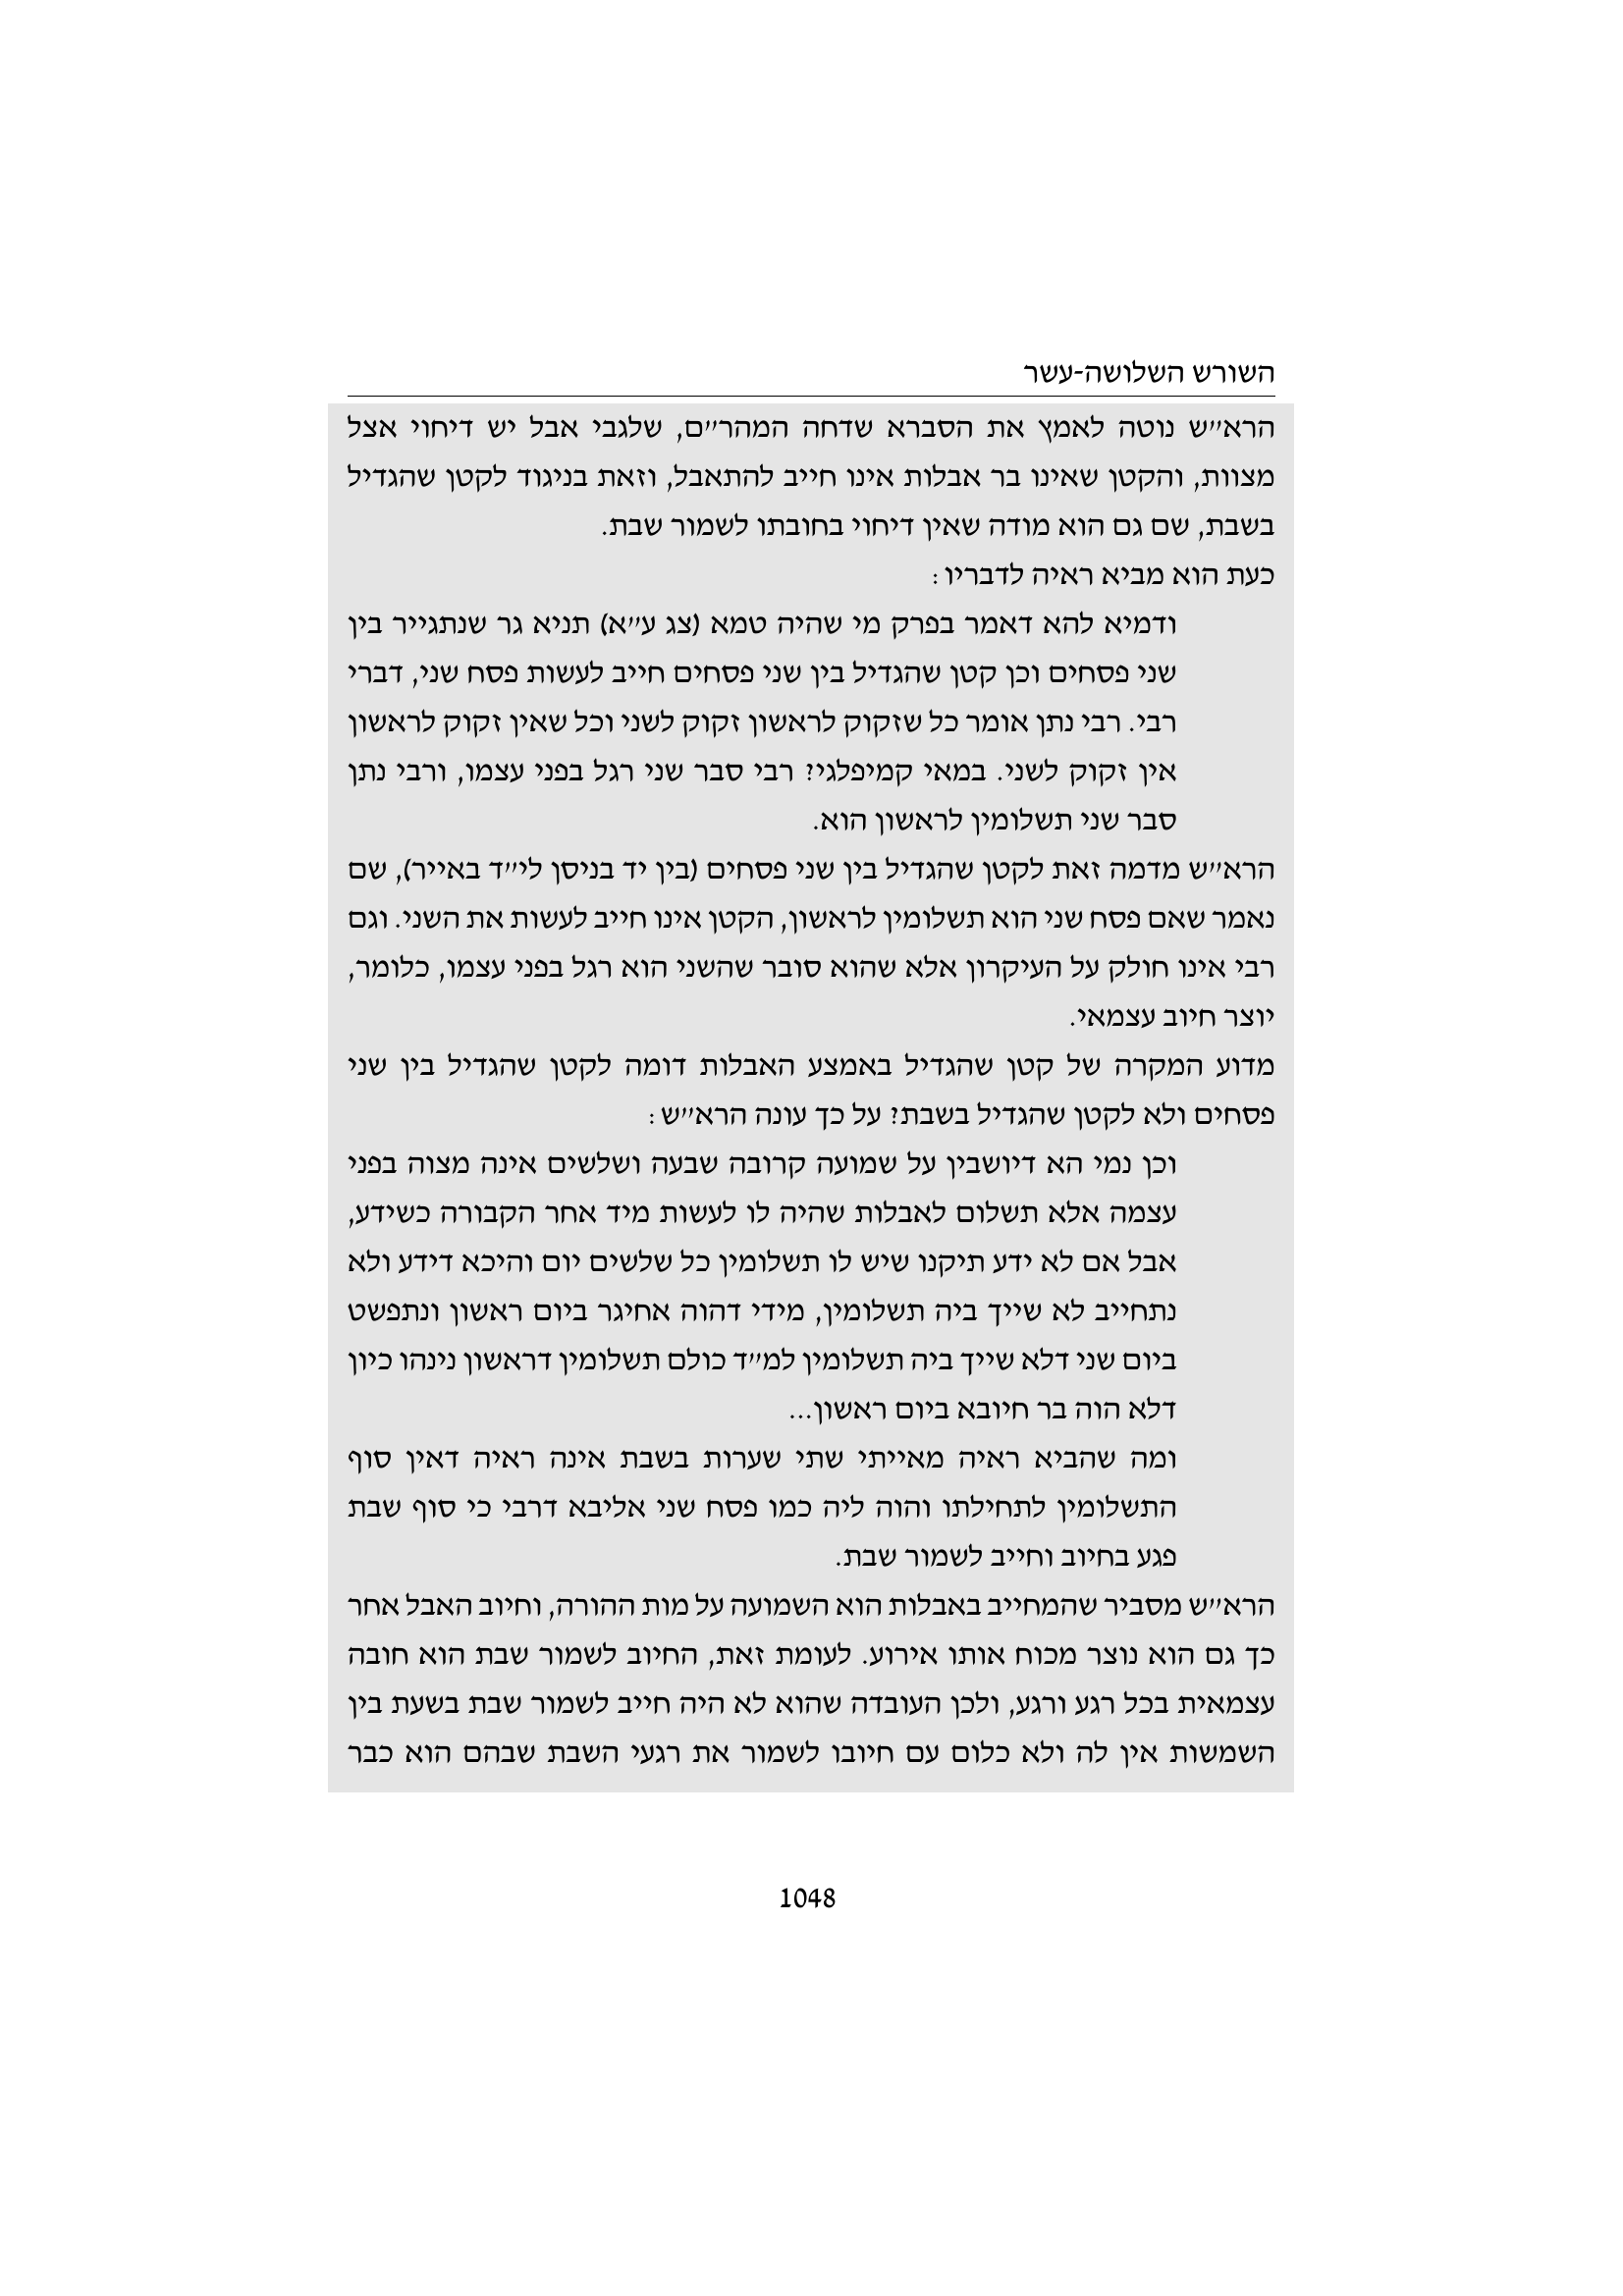 השורש השלושה-עשר
הרא״ש נוטה לאמץ את הסברא שדחה המהר״ם, שלגבי אבל יש דיחוי אצל
מצוות, והקטן שאינו בר אבלות אינו חייב להתאבל, וזאת בניגוד לקטן שהגדיל
בשבת, שם גם הוא מודה שאין דיחוי בחובתו לשמור שבת.
כעת הוא מביא ראיה לדבריו:
ודמיא להא דאמר בפרק מי שהיה טמא (צג ע״א) תניא גר שנתגייר בין
שני פסחים וכן קטן שהגדיל בין שני פסחים חייב לעשות פסח שני, דברי
רבי. רבי נתן אומר כל שזקוק לראשון זקוק לשני וכל שאין זקוק לראשון
אין זקוק לשני. במאי קמיפלגי? רבי סבר שני רגל בפני עצמו, ורבי נתן
סבר שני תשלומין לראשון הוא.
הרא״ש מדמה זאת לקטן שהגדיל בין שני פסחים (בין יד בניסן לי״ד באייר), שם
נאמר שאם פסח שני הוא תשלומין לראשון, הקטן אינו חייב לעשות את השני. וגם
רבי אינו חולק על העיקרון אלא שהוא סובר שהשני הוא רגל בפני עצמו, כלומר,
יוצר חיוב עצמאי.
מדוע המקרה של קטן שהגדיל באמצע האבלות דומה לקטן שהגדיל בין שני
פסחים ולא לקטן שהגדיל בשבת? על כך עונה הרא״ש:
וכן נמי הא דיושבין על שמועה קרובה שבעה ושלשים אינה מצוה בפני
עצמה אלא תשלום לאבלות שהיה לו לעשות מיד אחר הקבורה כשידע,
אבל אם לא ידע תיקנו שיש לו תשלומין כל שלשים יום והיכא דידע ולא
נתחייב לא שייך ביה תשלומין, מידי דהוה אחיגר ביום ראשון ונתפשט
ביום שני דלא שייך ביה תשלומין למ״ד כולם תשלומין דראשון נינהו כיון
דלא הוה בר חיובא ביום ראשון...
ומה שהביא ראיה מאייתי שתי שערות בשבת אינה ראיה דאין סוף
התשלומין לתחילתו והוה ליה כמו פסח שני אליבא דרבי כי סוף שבת
פגע בחיוב וחייב לשמור שבת.
הרא״ש מסביר שהמחייב באבלות הוא השמועה על מות ההורה, וחיוב האבל אחר
כך גם הוא נוצר מכוח אותו אירוע. לעומת זאת, החיוב לשמור שבת הוא חובה
עצמאית בכל רגע ורגע, ולכן העובדה שהוא לא היה חייב לשמור שבת בשעת בין
השמשות אין לה ולא כלום עם חיובו לשמור את רגעי השבת שבהם הוא כבר
1048